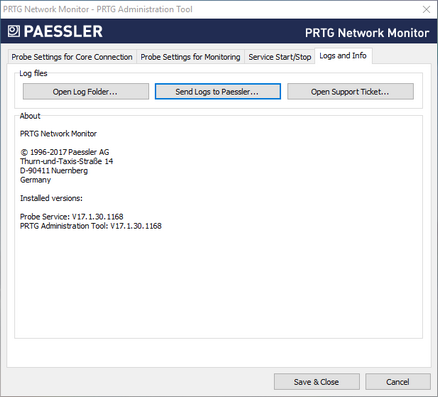 PRTG Network Monitor - PRTG Administration Tool
PAESSLER
PRTG Network Monitor
Probe Settings for Core Connection
Probe Settings for Monitoring
Service Start/Stop
Logs and Info
Log files
Open Log Folder...
Send Logs to Paessler...
Open Support Ticket...
About
PRTG Network Monitor
© 1996-2017 Paessler AG
Thurn-und-Taxis-Straße 14
D-90411 Nuernberg
Germany
Installed versions:
Probe Service: V17.1.30.1168
PRTG Administration Tool: V17.1.30.1168
Save & Close
Cancel